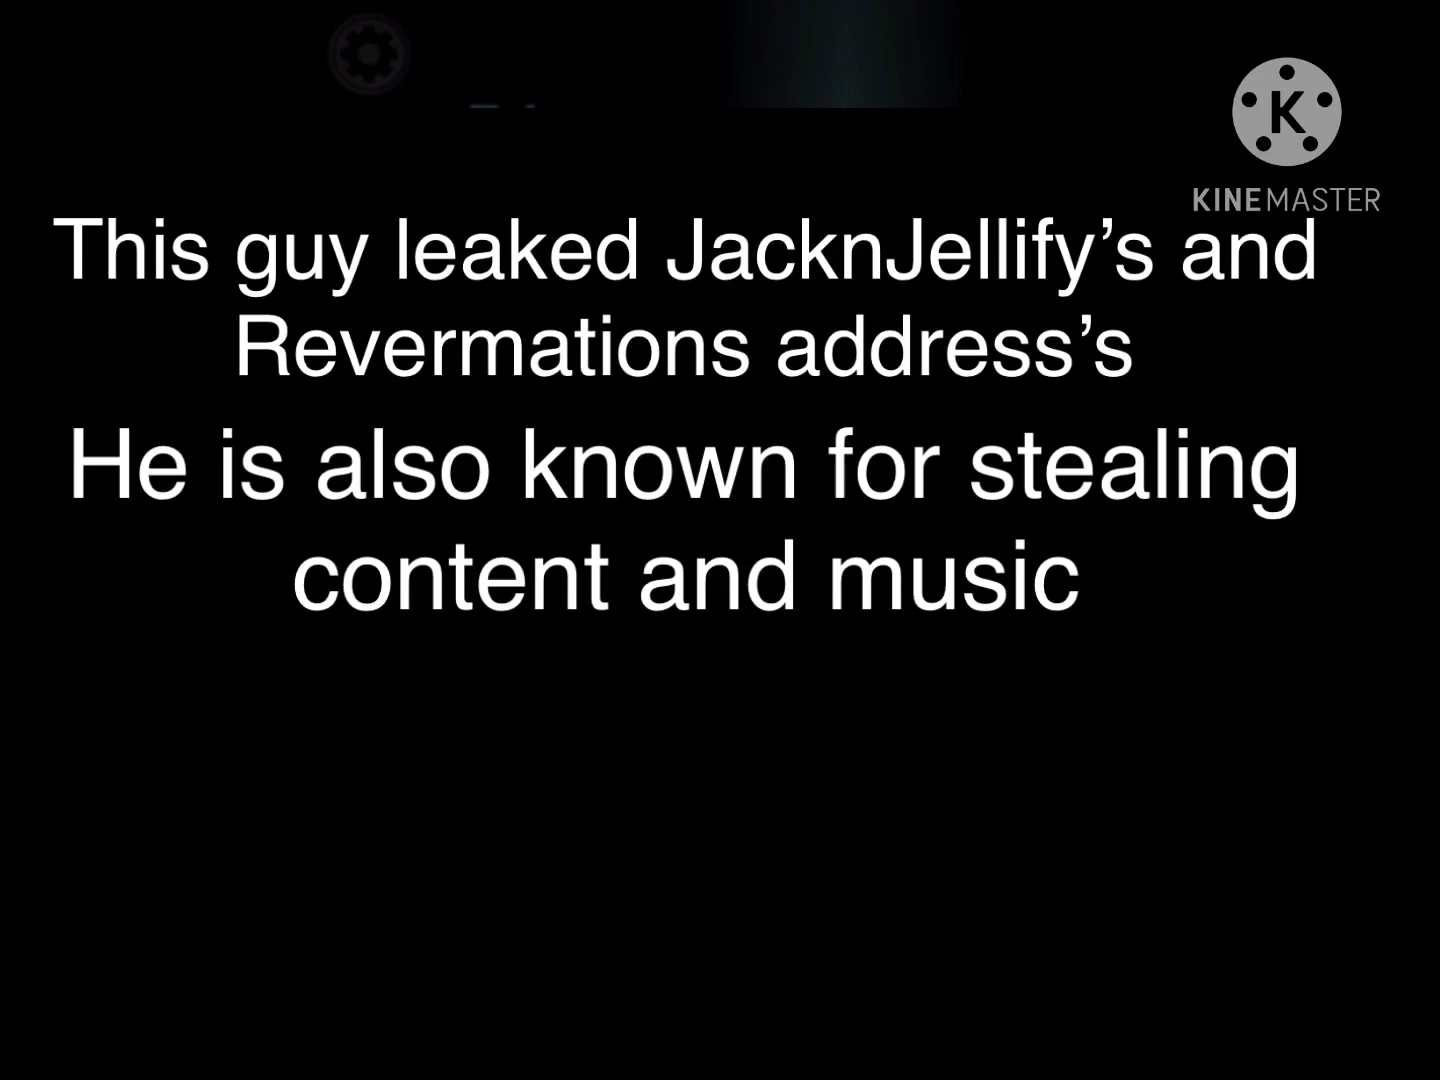 KINEMASTER
This guy leaked JacknJellify’s and
Revermations address’s
He is also known for stealing
content and music